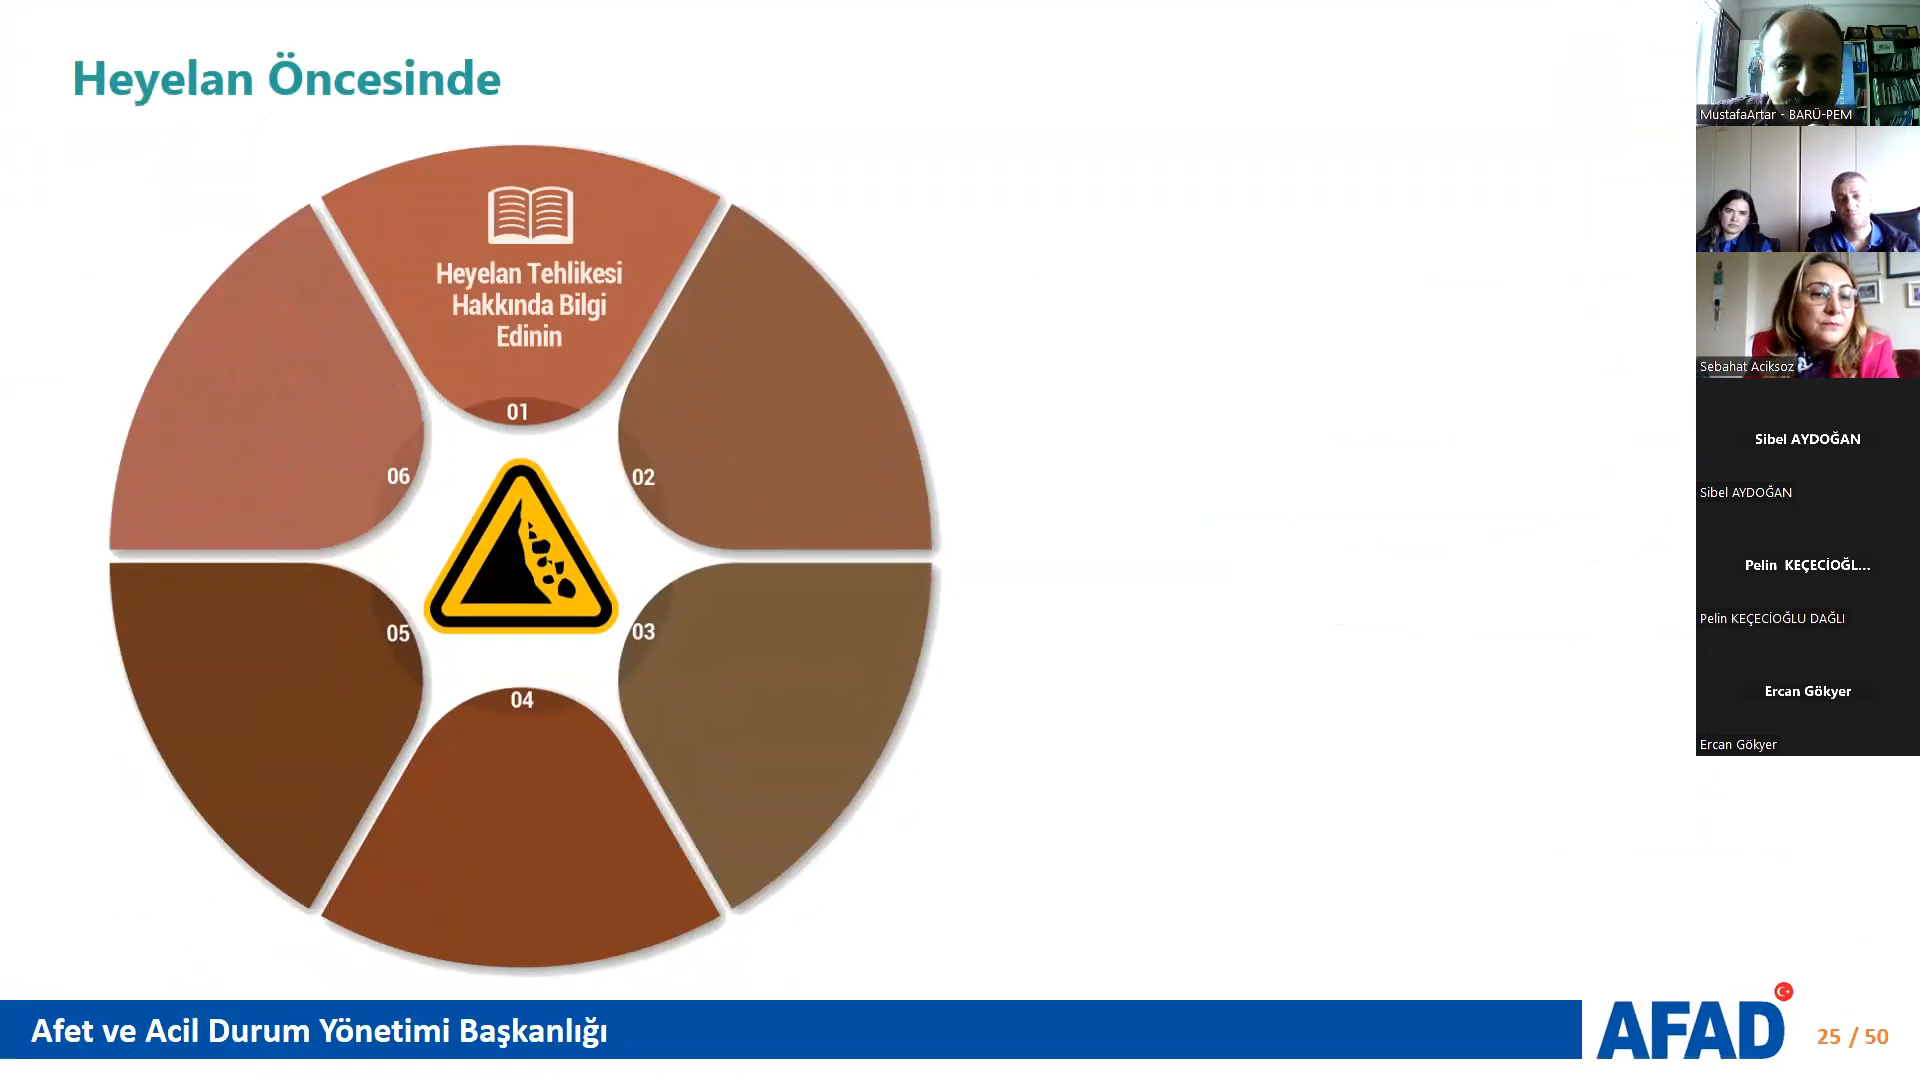 Heyelan Öncesinde
Heyelan Tehlikesi
Hakkında Bilgi
Edinin
01
02
03
04
05
06
MustafaArtar - BARÜ-PEM
Sebahat Aciksoz
Sibel AYDOĞAN
Sibel AYDOĞAN
Pelin KEÇECİOĞL...
Pelin KEÇECİOĞLU DAĞLI
Ercan Gökyer
Ercan Gökyer
Afet ve Acil Durum Yönetimi Başkanlığı
AFAD
25 / 50